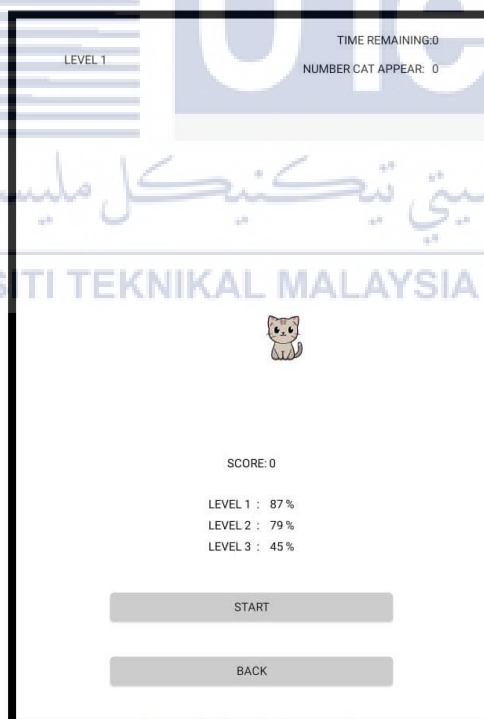 TIME REMAINING:0
LEVEL 1
NUMBER CAT APPEAR: 0
تيكنيكل
SITI TEKNIKAL MALAYSIA
SCORE: 0
LEVEL 1 : 87 %
LEVEL 2 : 79 %
LEVEL 3 : 45 %
START
BACK